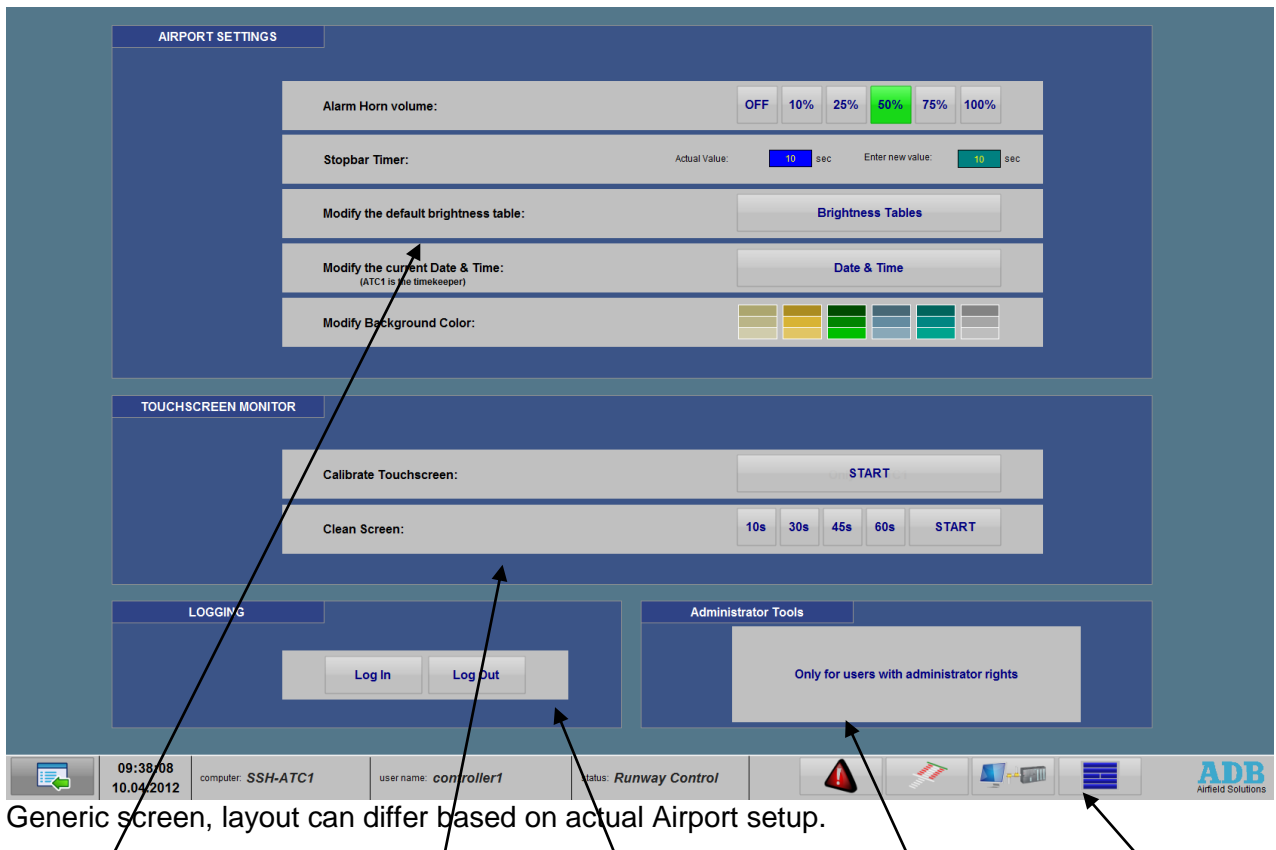 AIRPORT SETTINGS
Alarm Horn volume: OFF 10% 25% 50% 75% 100%
Stopbar Timer: Actual Value: 10 sec Enter new value: 10 sec
Modify the default brightness table: Brightness Tables
Modify the current Date & Time: Date & Time
(ATC1 is the timekeeper)
Modify Background Color:
TOUCHSCREEN MONITOR
Calibrate Touchscreen: START
Clean Screen: 10s 30s 45s 60s START
LOGGING
Log In Log Out
Administrator Tools
Only for users with administrator rights
09:38:08
10.04.2012
computer: SSH-ATC1 user name: controller1 status: Runway Control
ADB
Airfield Solutions
Generic screen, layout can differ based on actual Airport setup.